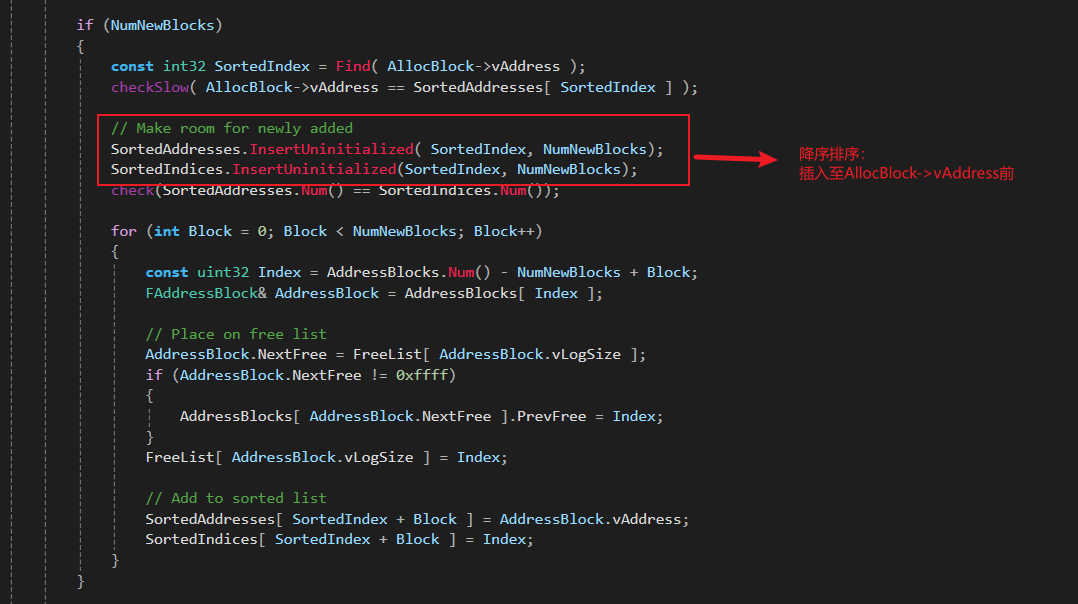 if (NumNewBlocks)
{
const int32 SortedIndex = Find( AllocBlock->vAddress );
checkSlow( AllocBlock->vAddress == SortedAddresses[ SortedIndex ] );
// Make room for newly added
SortedAddresses.InsertUninitialized( SortedIndex, NumNewBlocks);
SortedIndices.InsertUninitialized(SortedIndex, NumNewBlocks);
降序排序：
插入至AllocBlock->vAddress前
check(SortedAddresses.Num() == SortedIndices.Num());
for (int Block = 0; Block < NumNewBlocks; Block++)
{
const uint32 Index = AddressBlocks.Num() - NumNewBlocks + Block;
FAddressBlock& AddressBlock = AddressBlocks[ Index ];
// Place on free list
AddressBlock.NextFree = FreeList[ AddressBlock.vLogSize ];
if (AddressBlock.NextFree != 0xffff)
{
AddressBlocks[ AddressBlock.NextFree ].PrevFree = Index;
}
FreeList[ AddressBlock.vLogSize ] = Index;
// Add to sorted list
SortedAddresses[ SortedIndex + Block ] = AddressBlock.vAddress;
SortedIndices[ SortedIndex + Block ] = Index;
}
}